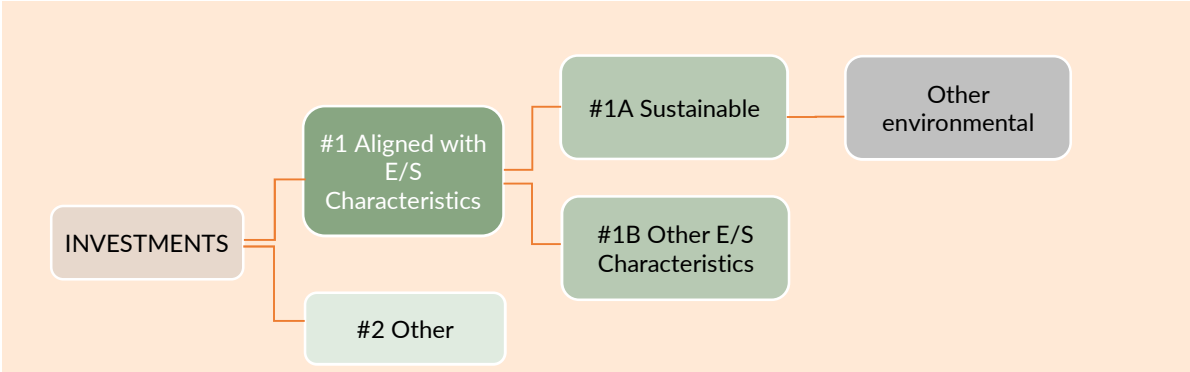 INVESTMENTS
#1 Aligned with
E/S
Characteristics
#2 Other
#1A Sustainable
#1B Other E/S
Characteristics
Other
environmental